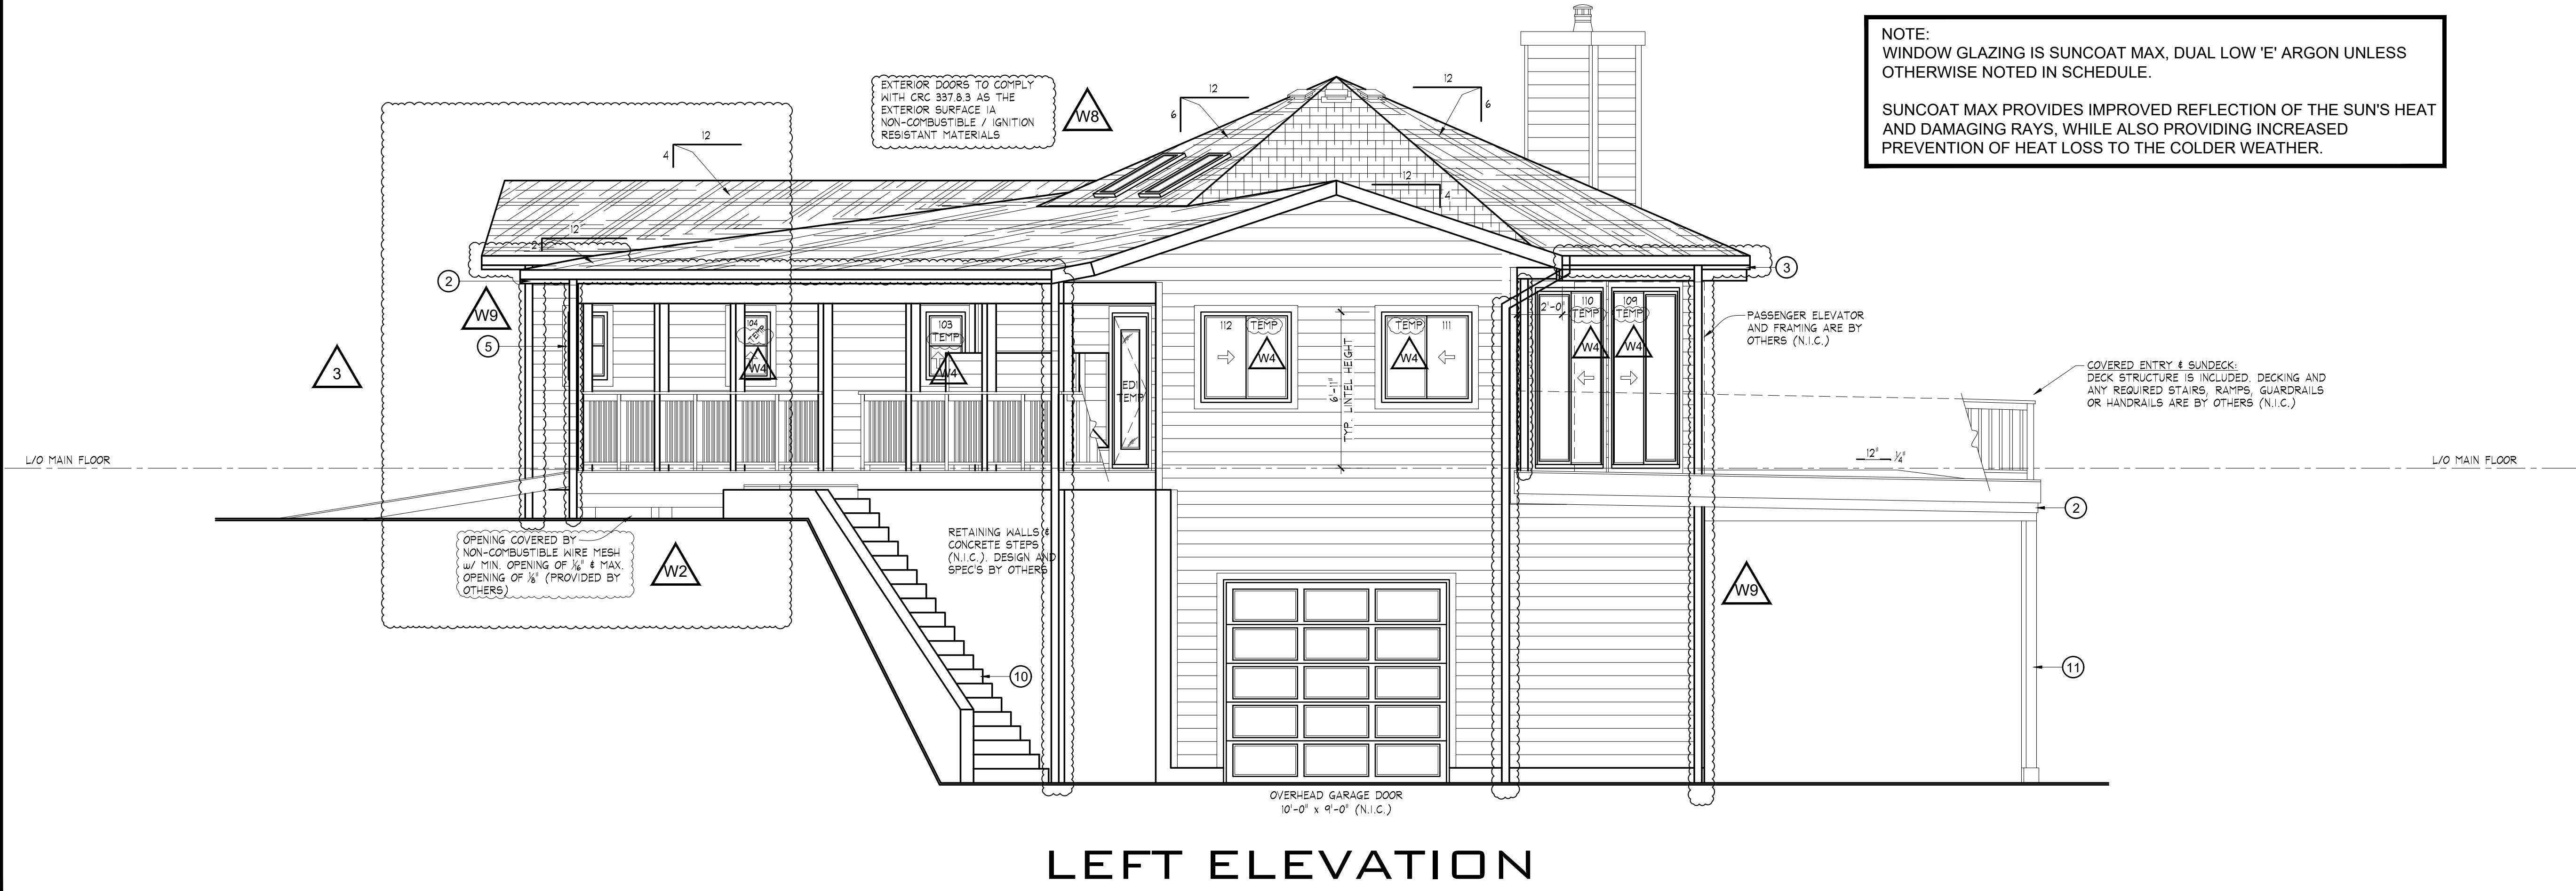 NOTE:
WINDOW GLAZING IS SUNCOAT MAX, DUAL LOW 'E' ARGON UNLESS
OTHERWISE NOTED IN SCHEDULE.
SUNCOAT MAX PROVIDES IMPROVED REFLECTION OF THE SUN'S HEAT
AND DAMAGING RAYS, WHILE ALSO PROVIDING INCREASED
PREVENTION OF HEAT LOSS TO THE COLDER WEATHER.
EXTERIOR DOORS TO COMPLY
WITH CRC 337.8.3 AS THE
EXTERIOR SURFACE IA
NON-COMBUSTIBLE / IGNITION
RESISTANT MATERIALS
W8
12
6
12
6
12
4
12
4
12
2
2
W9
5
3
3
104
TEMP
W4
103
TEMP
W4
EDI
TEMP
112
TEMP
W4
TEMP
111
W4
6'-11"
TYP. LINTEL HEIGHT
2'-0"
110
TEMP
W4
109
TEMP
W4
PASSENGER ELEVATOR
AND FRAMING ARE BY
OTHERS (N.I.C.)
COVERED ENTRY & SUNDECK:
DECK STRUCTURE IS INCLUDED. DECKING AND
ANY REQUIRED STAIRS, RAMPS, GUARDRAILS
OR HANDRAILS ARE BY OTHERS (N.I.C.)
L/O MAIN FLOOR
12"
1/4"
L/O MAIN FLOOR
2
OPENING COVERED BY
NON-COMBUSTIBLE WIRE MESH
w/ MIN. OPENING OF 1/16" & MAX.
OPENING OF 1/8" (PROVIDED BY
OTHERS)
W2
RETAINING WALLS &
CONCRETE STEPS
(N.I.C.). DESIGN AND
SPEC'S BY OTHERS
W9
10
11
OVERHEAD GARAGE DOOR
10'-0" x 9'-0" (N.I.C.)
LEFT ELEVATION